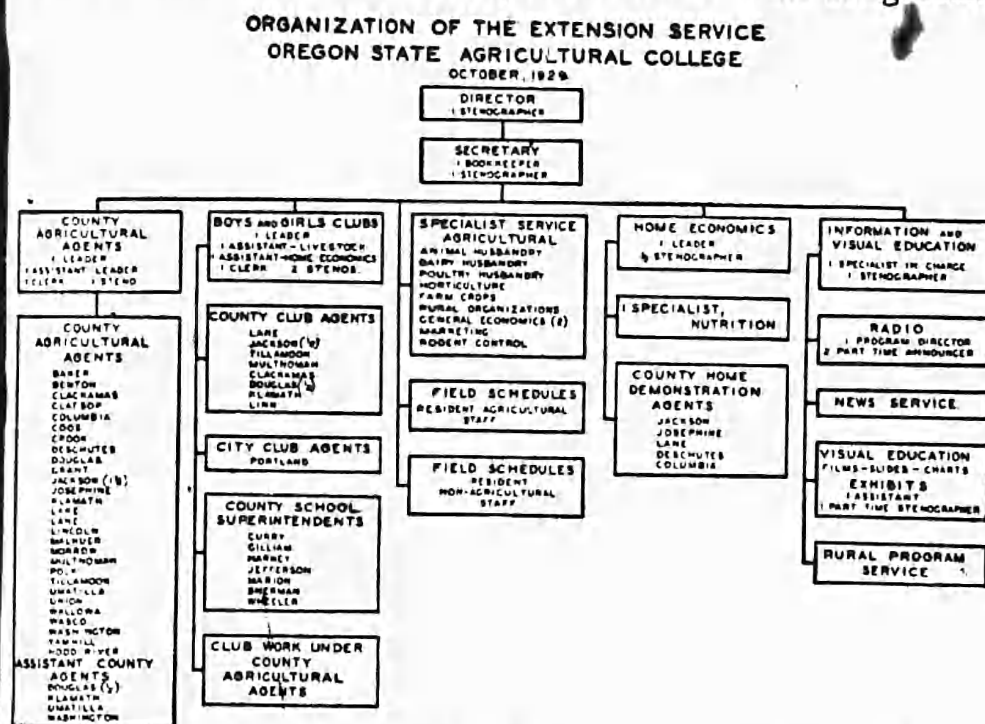 ORGANIZATION OF THE EXTENSION SERVICE
OREGON STATE AGRICULTURAL COLLEGE
OCTOBER, 1929
DIRECTOR
1 STENOGRAPHER
SECRETARY
1 BOOKKEEPER
1 STENOGRAPHER
COUNTY
AGRICULTURAL
AGENTS
1 LEADER
1 ASSISTANT LEADER
1 CLERK 1 STENO
COUNTY
AGRICULTURAL
AGENTS
BAKER
BENTON
CLACKAMAS
CLATSOP
COLUMBIA
COOS
CROOK
DESCHUTES
DOUGLAS
GRANT
JACKSON
JOSEPHINE
KLAMATH
LAKE
LANE
LINCOLN
MALHUER
MORROW
MULTNOMAH
POLK
TILLAMOOK
UMATILLA
UNION
WALLOWA
WASCO
WASHINGTON
YAMHILL
HOOD RIVER
ASSISTANT COUNTY
AGENTS
DOUGLAS (½)
KLAMATH
UMATILLA
WASHINGTON
BOYS AND GIRLS CLUBS
1 LEADER
1 ASSISTANT-LIVESTOCK
1 ASSISTANT-HOME ECONOMICS
1 CLERK 2 STENOS.
COUNTY CLUB AGENTS
LANE
JACKSON (½)
TILLAMOOK
MULTNOMAH
CLACKAMAS
DOUGLAS (½)
KLAMATH
LINN
CITY CLUB AGENTS
PORTLAND
COUNTY SCHOOL
SUPERINTENDENTS
CURRY
GILLIAM
HARNEY
JEFFERSON
MARION
SHERMAN
WHEELER
CLUB WORK UNDER
COUNTY
AGRICULTURAL
AGENTS
SPECIALIST SERVICE
AGRICULTURAL
ANIMAL HUSBANDRY
DAIRY HUSBANDRY
POULTRY HUSBANDRY
HORTICULTURE
FARM CROPS
RURAL ORGANIZATIONS
GENERAL ECONOMICS (2)
MARKETING
RODENT CONTROL
FIELD SCHEDULES
RESIDENT AGRICULTURAL
STAFF
FIELD SCHEDULES
RESIDENT
NON-AGRICULTURAL
STAFF
HOME ECONOMICS
1 LEADER
½ STENOGRAPHER
1 SPECIALIST,
NUTRITION
COUNTY HOME
DEMONSTRATION
AGENTS
JACKSON
JOSEPHINE
LANE
DESCHUTES
COLUMBIA
INFORMATION AND
VISUAL EDUCATION
1 SPECIALIST IN CHARGE
1 STENOGRAPHER
RADIO
1 PROGRAM DIRECTOR
2 PART TIME ANNOUNCER
NEWS SERVICE
VISUAL EDUCATION
FILMS-SLIDES-CHARTS
EXHIBITS
1 ASSISTANT
1 PART TIME STENOGRAPHER
RURAL PROGRAM
SERVICE